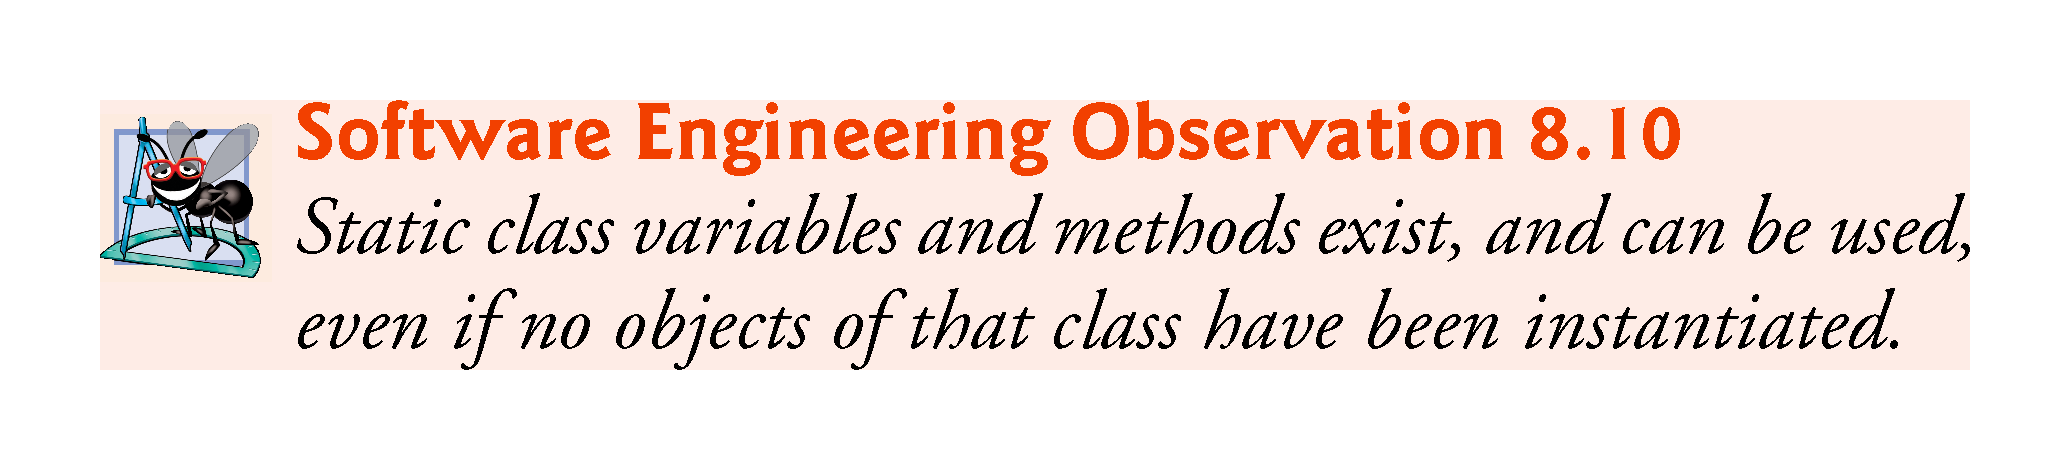 Software Engineering Observation 8.10
Static class variables and methods exist, and can be used,
even if no objects of that class have been instantiated.